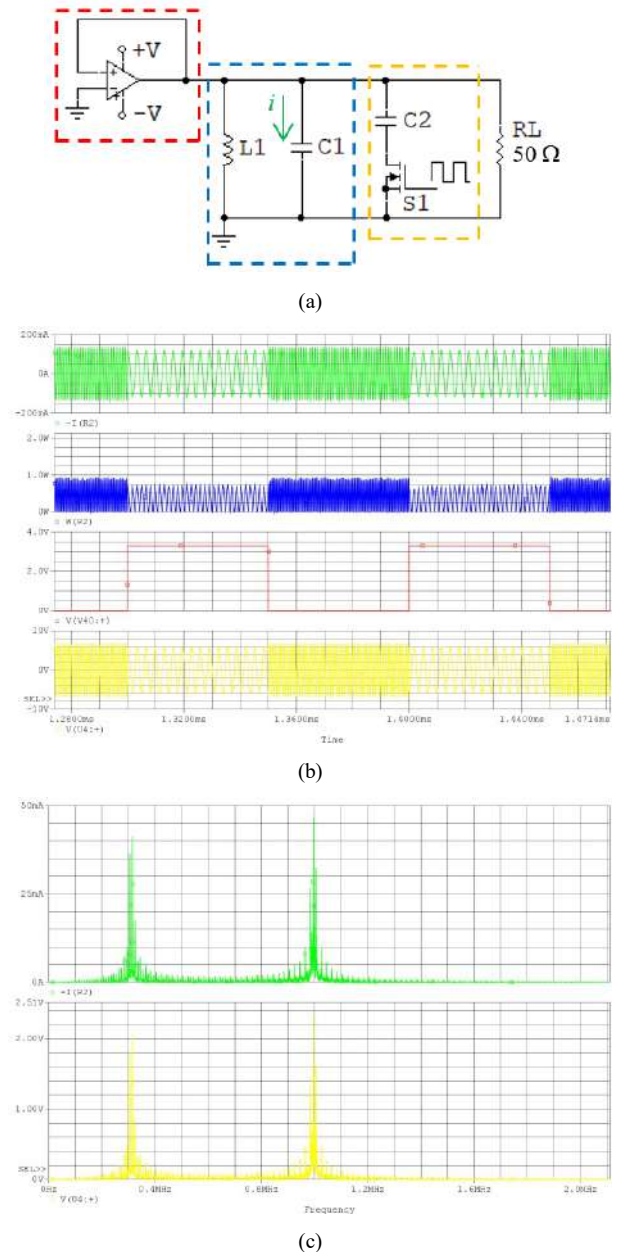 +V
-V
i
L1
C1
C2
S1
RL
50 Ω
(a)
200mA
0A
-200mA
-I(R2)
2.0W
1.0W
0W
W(R2)
4.0V
2.0V
0V
V(V40:+)
10V
0V
SEL>>
-10V
1.2800ms
1.3200ms
1.3600ms
1.4000ms
1.4400ms
1.4714ms
V(U4:+)
Time
(b)
50mA
25mA
0A
-I(R2)
2.51V
2.00V
1.00V
SEL>>
0V
0Hz
0.4MHz
0.8MHz
1.2MHz
1.6MHz
2.0MHz
V(U4:+)
Frequency
(c)